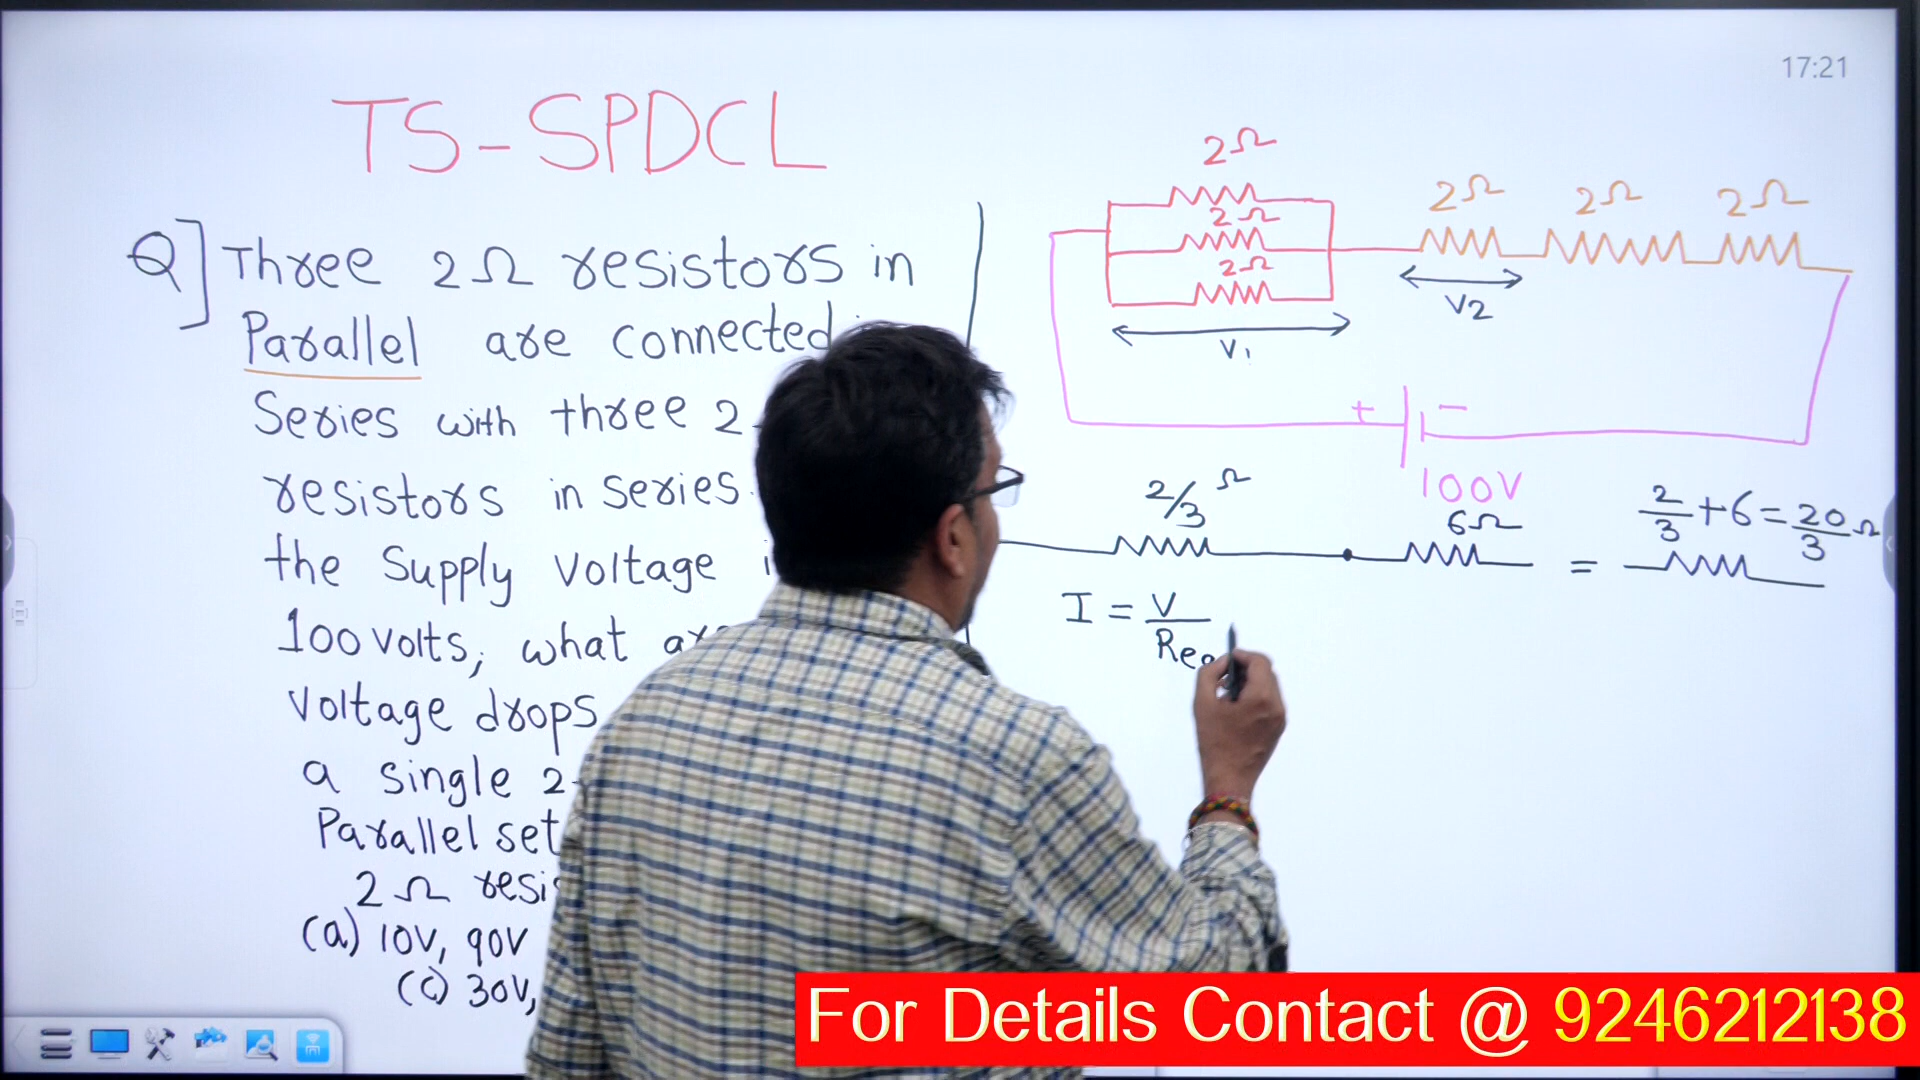 17:21
TS-SPDCL
Q] Three 2Ω resistors in
Parallel are connected
Series with three 2
resistors in series.
the Supply Voltage
100 volts, what
voltage drops
a single 2
Parallel set
2Ω
(a) 10V, 90V
(c) 30V,
2Ω
2Ω
2Ω
2Ω 2Ω 2Ω
V1
V2
+ -
100V
2/3 Ω
6Ω
= 2/3 + 6 = 20/3 Ω
I = V/Req
For Details Contact @ 9246212138